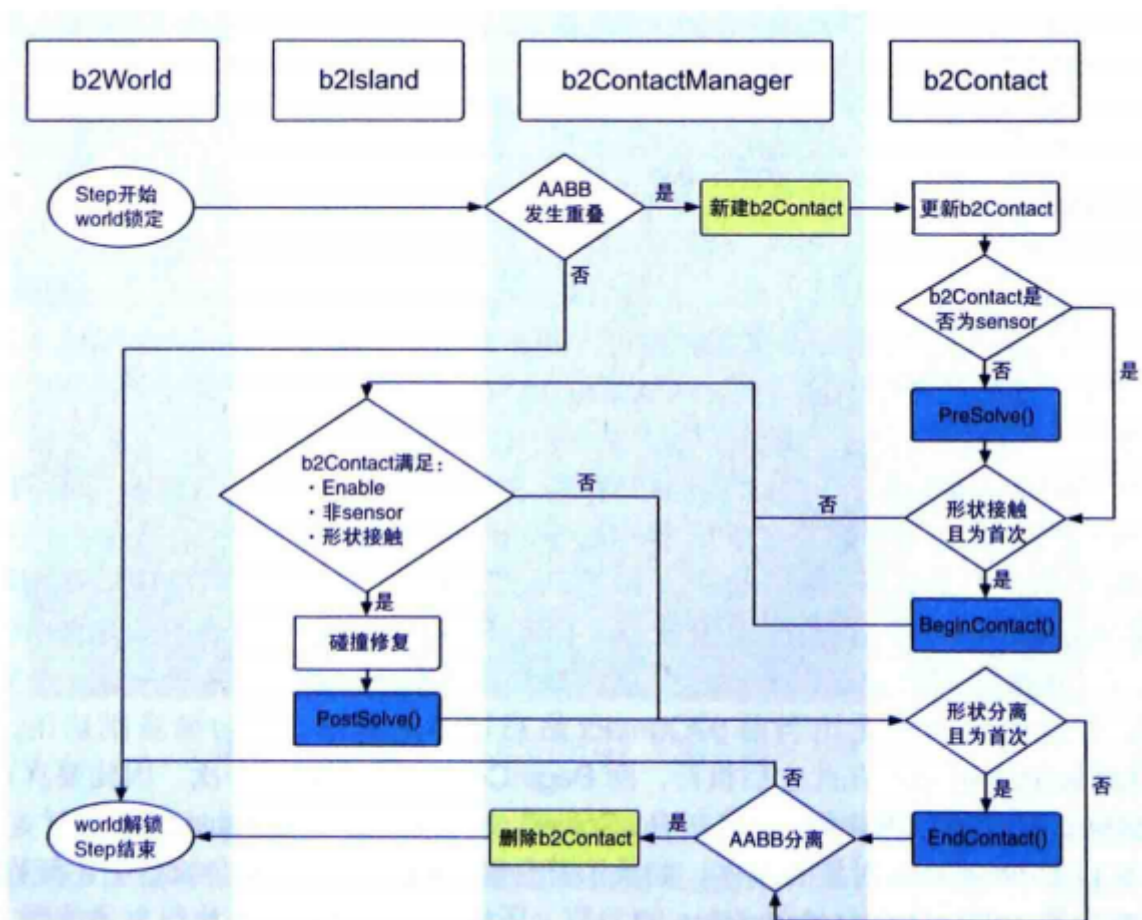 b2World
b2Island
b2ContactManager
b2Contact
Step开始
world锁定
AABB
发生重叠
是
新建b2Contact
更新b2Contact
否
b2Contact是
否为sensor
是
否
PreSolve()
b2Contact满足:
·Enable
·非sensor
·形状接触
否
否
形状接触
且为首次
是
是
碰撞修复
BeginContact()
PostSolve()
形状分离
且为首次
否
是
否
world解锁
Step结束
删除b2Contact
是
AABB分离
EndContact()